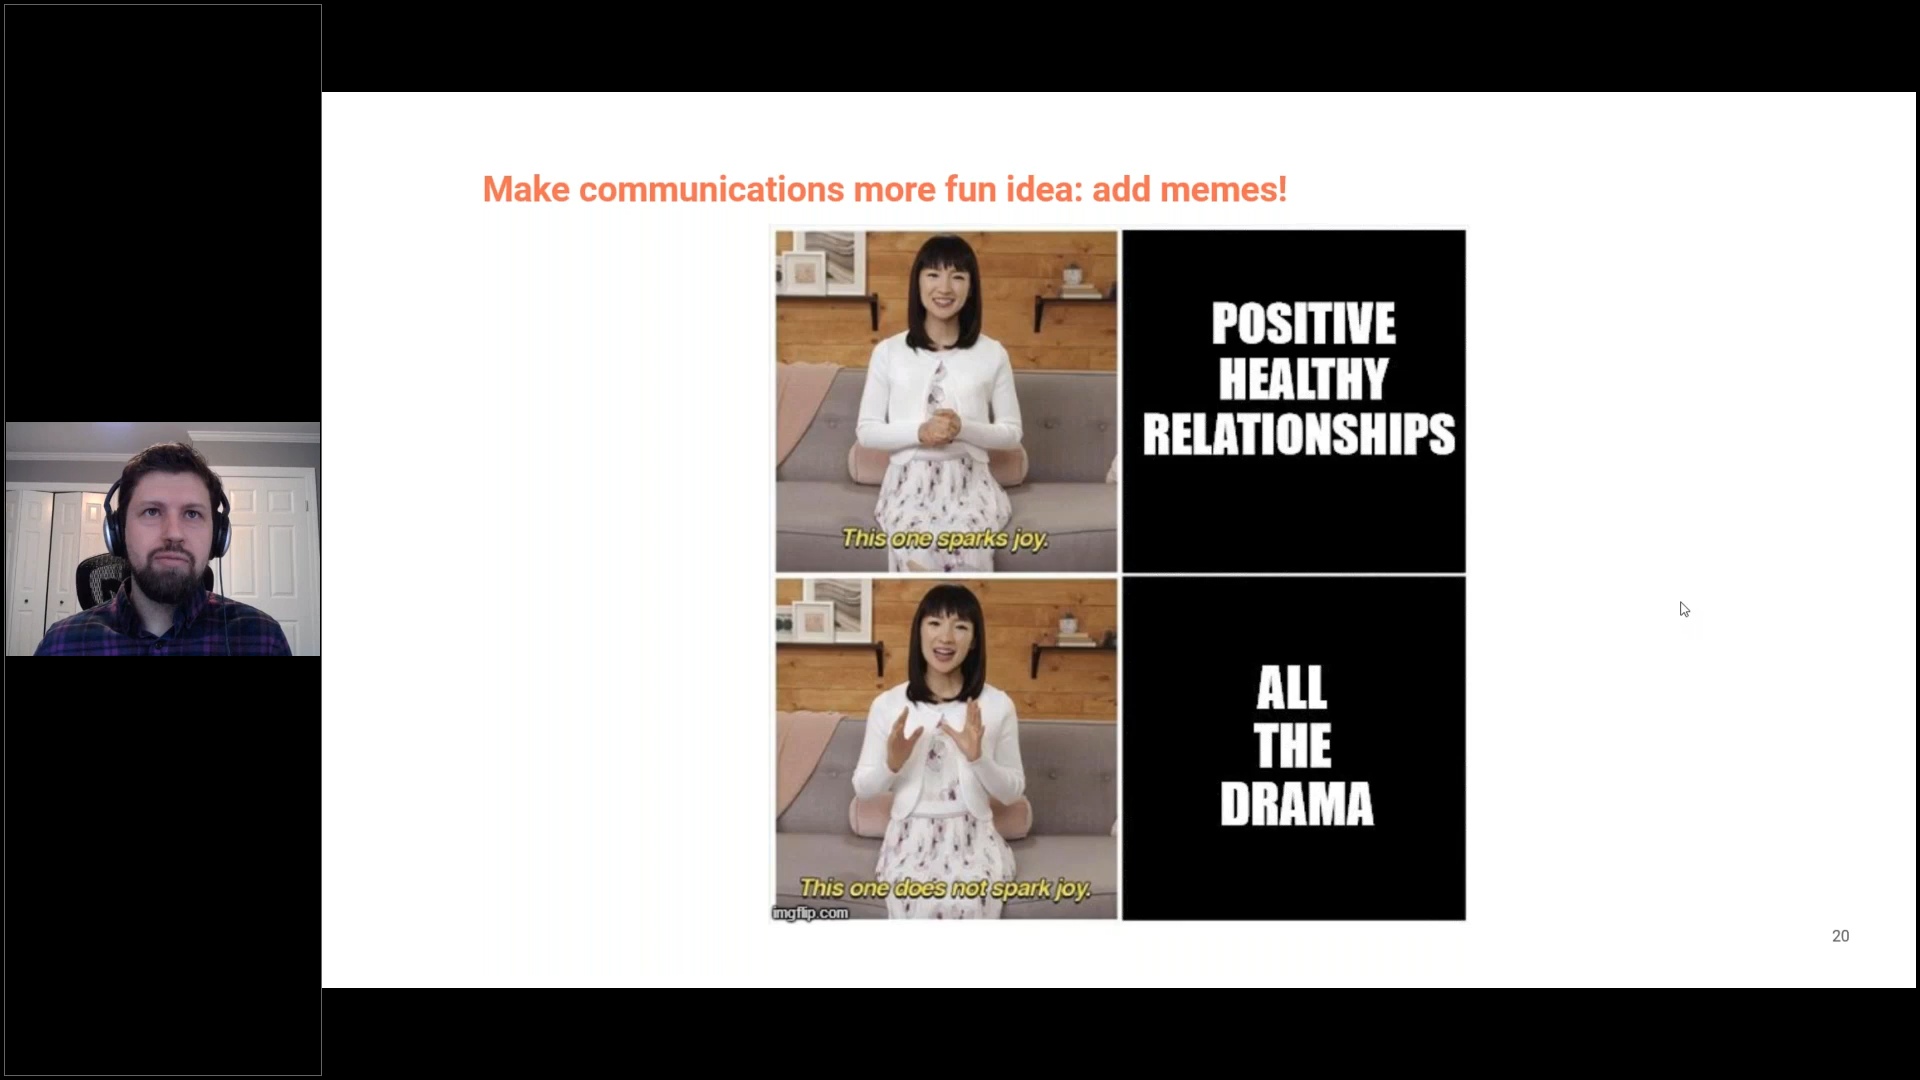 Make communications more fun idea: add memes!
This one sparks joy.
POSITIVE
HEALTHY
RELATIONSHIPS
This one does not spark joy.
imgflip.com
ALL
THE
DRAMA
20